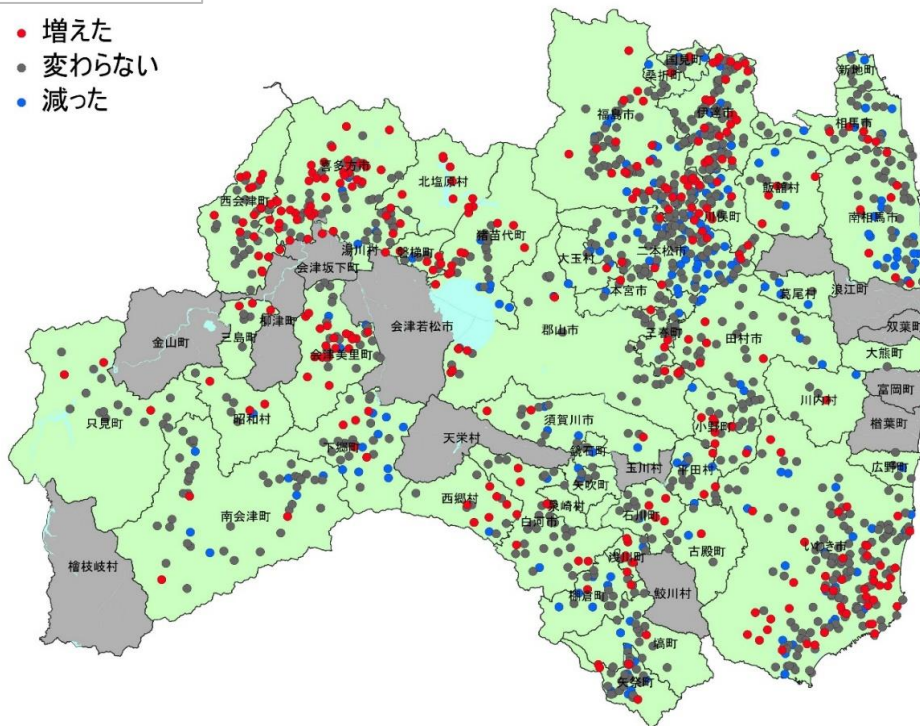 増えた
変わらない
減った
国見町
桑折町
新地町
福島市
伊達市
相馬市
喜多方市
北塩原村
飯舘村
西会津町
川俣町
南相馬市
猪苗代町
湯川村
磐梯町
大玉村
二本松市
会津坂下町
本宮市
葛尾村
浪江町
会津若松市
双葉町
三島町
柳津町
郡山市
三春町
田村市
金山町
会津美里町
大熊町
富岡町
川内村
只見町
昭和村
須賀川市
小野町
楢葉町
天栄村
下郷町
鏡石町
玉川村
平田村
広野町
矢吹町
西郷村
泉崎村
石川町
南会津町
白河市
いわき市
古殿町
浅川町
檜枝岐村
棚倉町
鮫川村
塙町
矢祭町